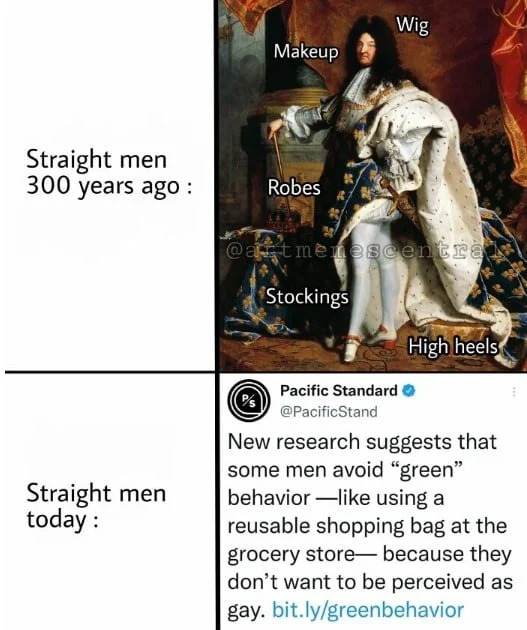 Wig
Makeup
Straight men
300 years ago :
Robes
@artmemescentral
Stockings
High heels
P/S
Pacific Standard
@PacificStand
New research suggests that
some men avoid “green”
Straight men
today :
behavior —like using a
reusable shopping bag at the
grocery store— because they
don’t want to be perceived as
gay. bit.ly/greenbehavior